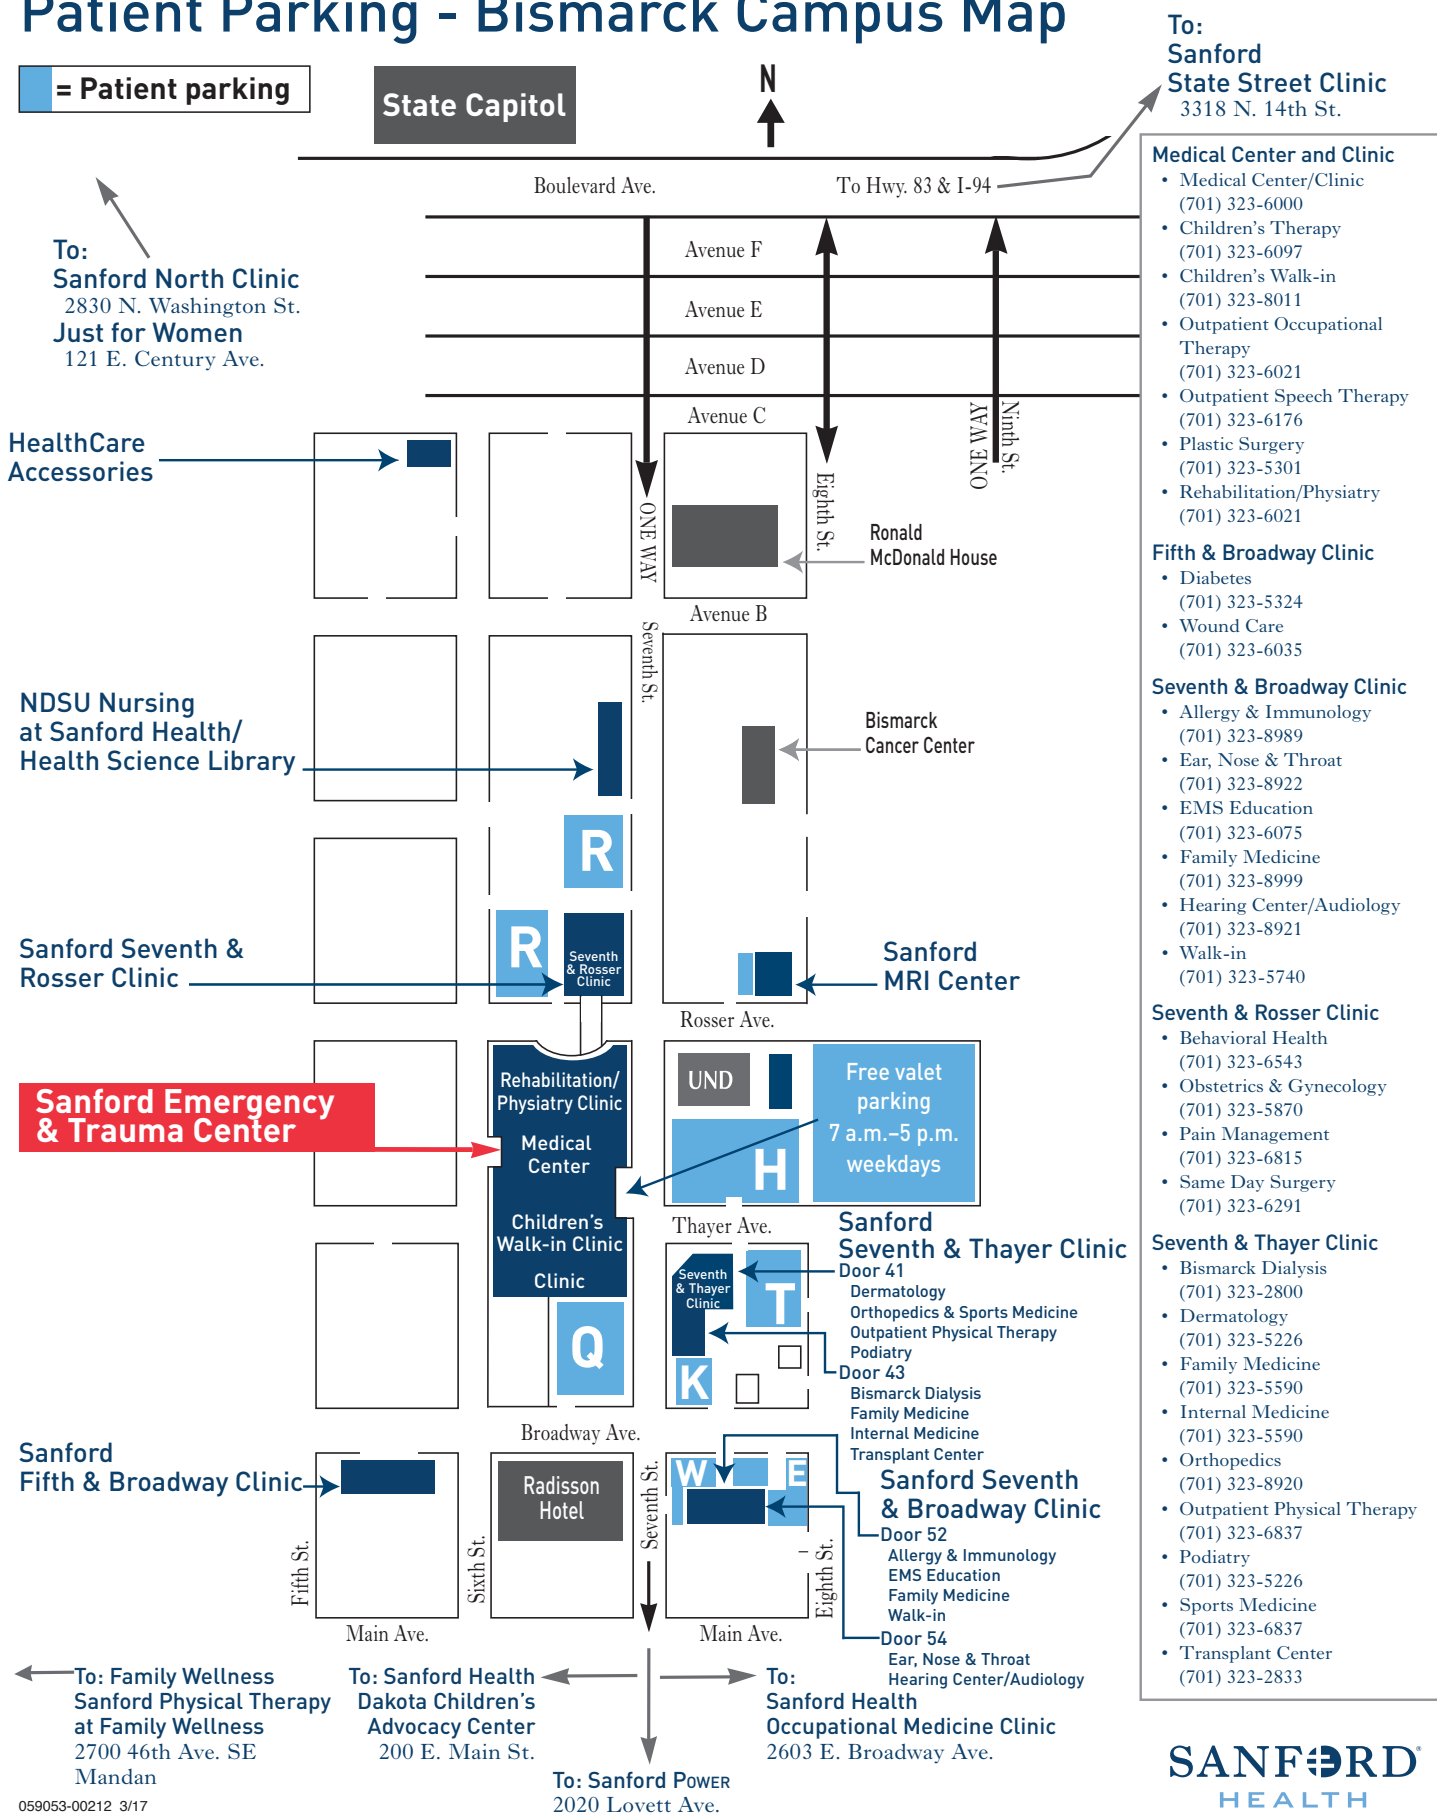 Patient Parking - Bismarck Campus Map
= Patient parking
State Capitol
N
To:
Sanford
State Street Clinic
3318 N. 14th St.
Boulevard Ave.
To Hwy. 83 & I-94
To:
Sanford North Clinic
2830 N. Washington St.
Just for Women
121 E. Century Ave.
Avenue F
Avenue E
Avenue D
Avenue C
HealthCare
Accessories
ONE WAY
Eighth St.
Ninth St.
ONE WAY
Ronald
McDonald House
Avenue B
Seventh St.
NDSU Nursing
at Sanford Health/
Health Science Library
Bismarck
Cancer Center
R
R
Sanford Seventh &
Rosser Clinic
Seventh
& Rosser
Clinic
Sanford
MRI Center
Rosser Ave.
Sanford Emergency
& Trauma Center
Rehabilitation/
Physiatry Clinic
Medical
Center
Children's
Walk-in Clinic
Clinic
UND
H
Free valet
parking
7 a.m.–5 p.m.
weekdays
Thayer Ave.
Q
Seventh
& Thayer
Clinic
T
K
Sanford
Seventh & Thayer Clinic
Door 41
Dermatology
Orthopedics & Sports Medicine
Outpatient Physical Therapy
Podiatry
Door 43
Bismarck Dialysis
Family Medicine
Internal Medicine
Transplant Center
Broadway Ave.
Sanford
Fifth & Broadway Clinic
Radisson
Hotel
W
E
Sanford Seventh
& Broadway Clinic
Door 52
Allergy & Immunology
EMS Education
Family Medicine
Walk-in
Door 54
Ear, Nose & Throat
Hearing Center/Audiology
Fifth St.
Sixth St.
Seventh St.
Eighth St.
Main Ave.
Main Ave.
To: Family Wellness
Sanford Physical Therapy
at Family Wellness
2700 46th Ave. SE
Mandan
To: Sanford Health
Dakota Children's
Advocacy Center
200 E. Main St.
To:
Sanford Health
Occupational Medicine Clinic
2603 E. Broadway Ave.
To: Sanford POWER
2020 Lovett Ave.
059053-00212 3/17
Medical Center and Clinic
• Medical Center/Clinic
(701) 323-6000
• Children's Therapy
(701) 323-6097
• Children's Walk-in
(701) 323-8011
• Outpatient Occupational
Therapy
(701) 323-6021
• Outpatient Speech Therapy
(701) 323-6176
• Plastic Surgery
(701) 323-5301
• Rehabilitation/Physiatry
(701) 323-6021
Fifth & Broadway Clinic
• Diabetes
(701) 323-5324
• Wound Care
(701) 323-6035
Seventh & Broadway Clinic
• Allergy & Immunology
(701) 323-8989
• Ear, Nose & Throat
(701) 323-8922
• EMS Education
(701) 323-6075
• Family Medicine
(701) 323-8999
• Hearing Center/Audiology
(701) 323-8921
• Walk-in
(701) 323-5740
Seventh & Rosser Clinic
• Behavioral Health
(701) 323-6543
• Obstetrics & Gynecology
(701) 323-5870
• Pain Management
(701) 323-6815
• Same Day Surgery
(701) 323-6291
Seventh & Thayer Clinic
• Bismarck Dialysis
(701) 323-2800
• Dermatology
(701) 323-5226
• Family Medicine
(701) 323-5590
• Internal Medicine
(701) 323-5590
• Orthopedics
(701) 323-8920
• Outpatient Physical Therapy
(701) 323-6837
• Podiatry
(701) 323-5226
• Sports Medicine
(701) 323-6837
• Transplant Center
(701) 323-2833
SANFORD®
HEALTH